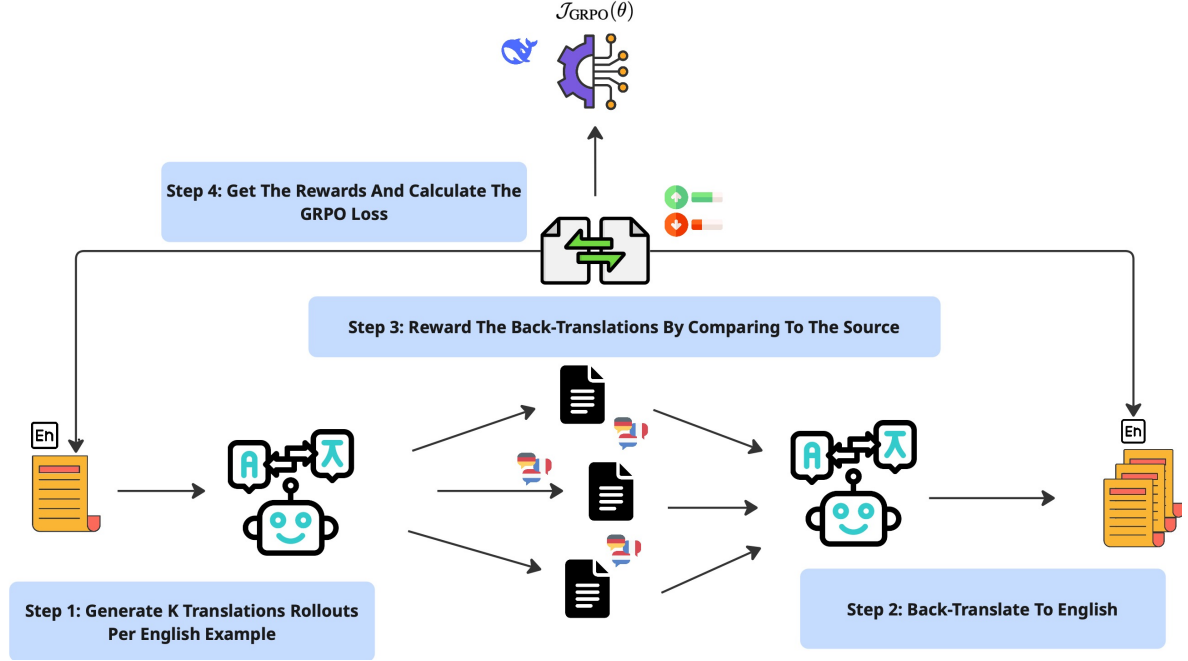 𝒥GRPO(θ)
Step 4: Get The Rewards And Calculate The
GRPO Loss
Step 3: Reward The Back-Translations By Comparing To The Source
En
En
A
A
Step 1: Generate K Translations Rollouts
Per English Example
Step 2: Back-Translate To English